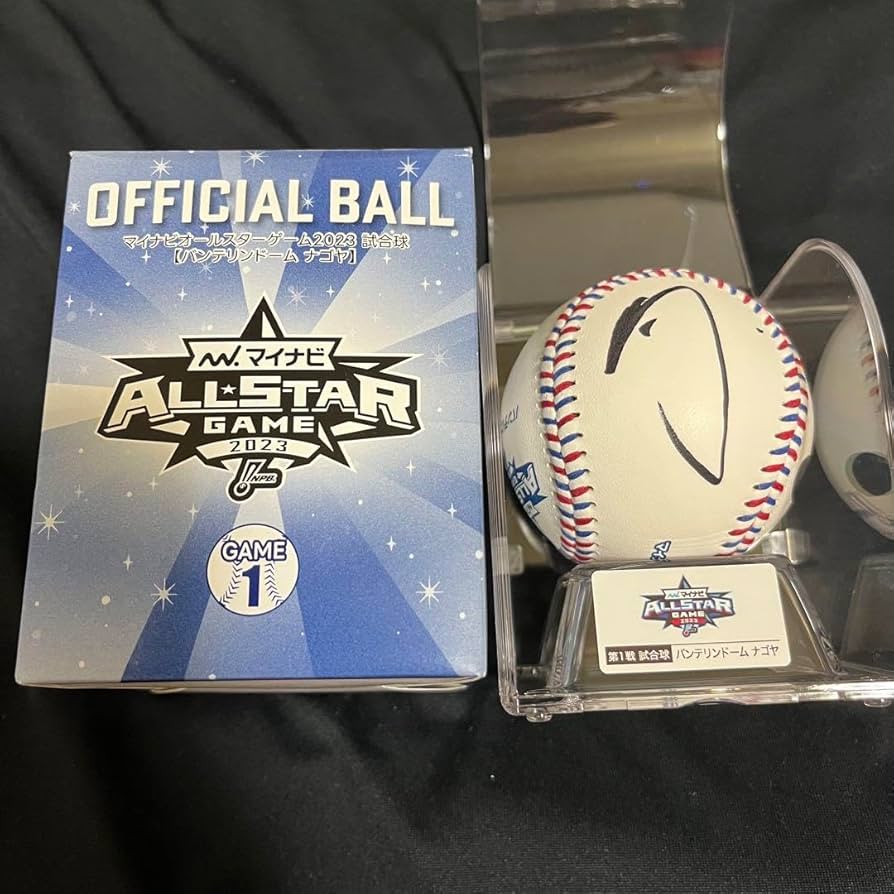 OFFICIAL BALL
マイナビオールスターゲーム2023 試合球
【バンテリンドーム ナゴヤ】
マイナビ
ALL★STAR
GAME
2023
NPB
GAME
1
マイナビ
ALL★STAR
GAME
2023
第1戦 試合球 バンテリンドーム ナゴヤ